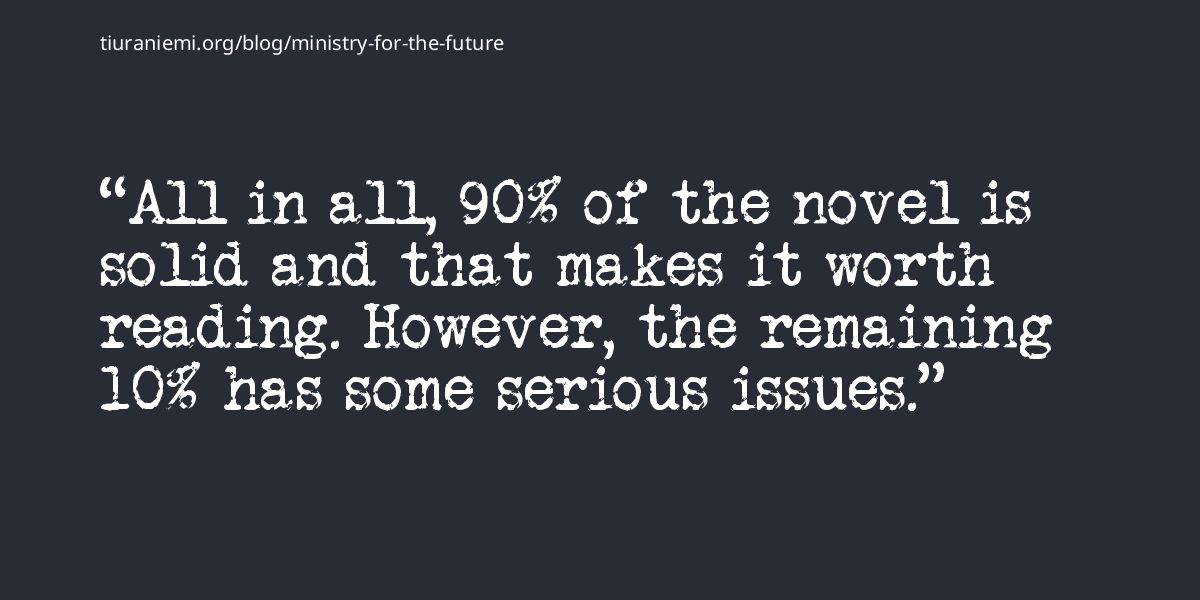 tiuraniemi.org/blog/ministry-for-the-future
“All in all, 90% of the novel is
solid and that makes it worth
reading. However, the remaining
10% has some serious issues.”